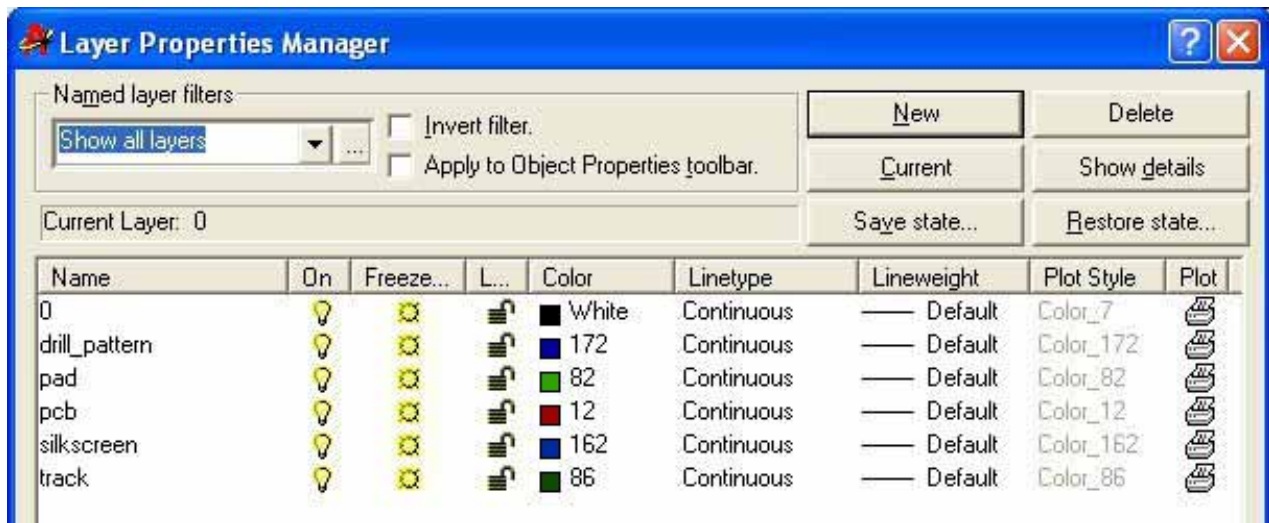 Layer Properties Manager
Named layer filters
Show all layers
...
Invert filter.
Apply to Object Properties toolbar.
New
Delete
Current
Show details
Current Layer: 0
Save state...
Restore state...
Name On Freeze... L... Color Linetype Lineweight Plot Style Plot
0 White Continuous Default Color_7
drill_pattern 172 Continuous Default Color_172
pad 82 Continuous Default Color_82
pcb 12 Continuous Default Color_12
silkscreen 162 Continuous Default Color_162
track 86 Continuous Default Color_86